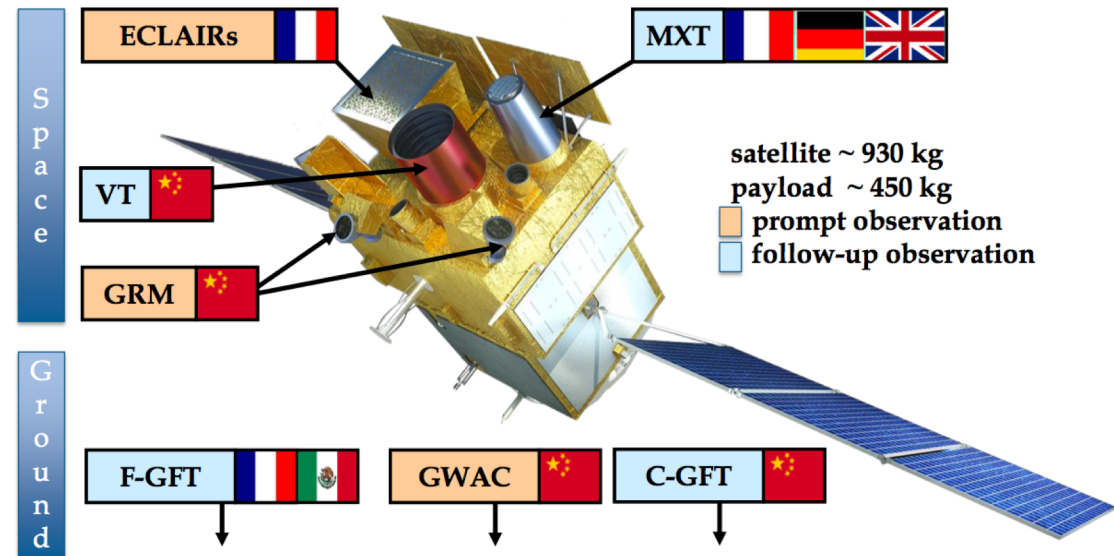 Space
ECLAIRs
MXT
satellite ~ 930 kg
payload ~ 450 kg
prompt observation
follow-up observation
VT
GRM
Ground
F-GFT
GWAC
C-GFT